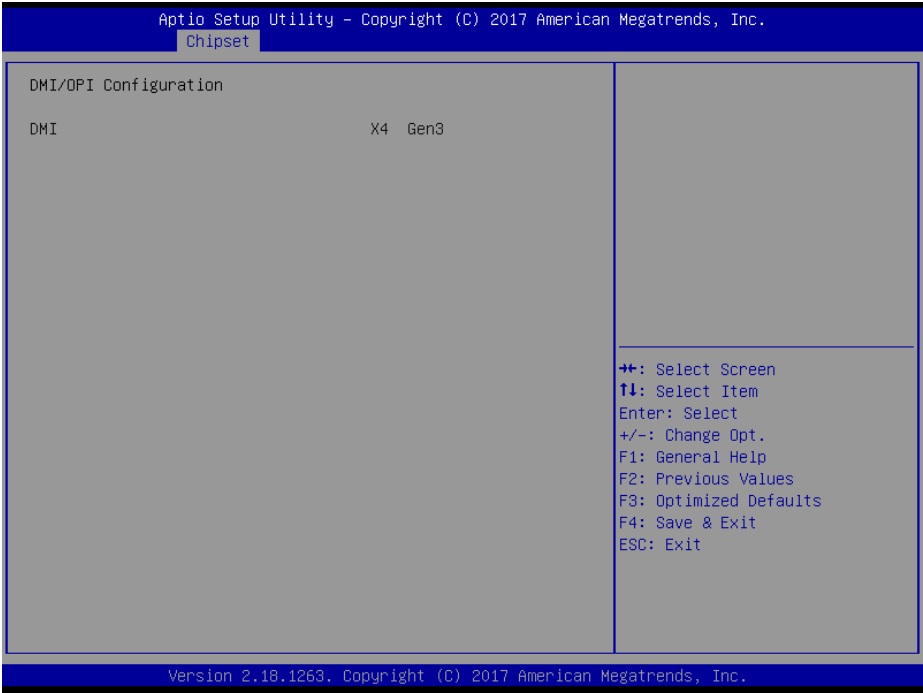 Aptio Setup Utility – Copyright (C) 2017 American Megatrends, Inc.
Chipset
DMI/OPI Configuration
DMI X4 Gen3
→←: Select Screen
↑↓: Select Item
Enter: Select
+/-: Change Opt.
F1: General Help
F2: Previous Values
F3: Optimized Defaults
F4: Save & Exit
ESC: Exit
Version 2.18.1263. Copyright (C) 2017 American Megatrends, Inc.